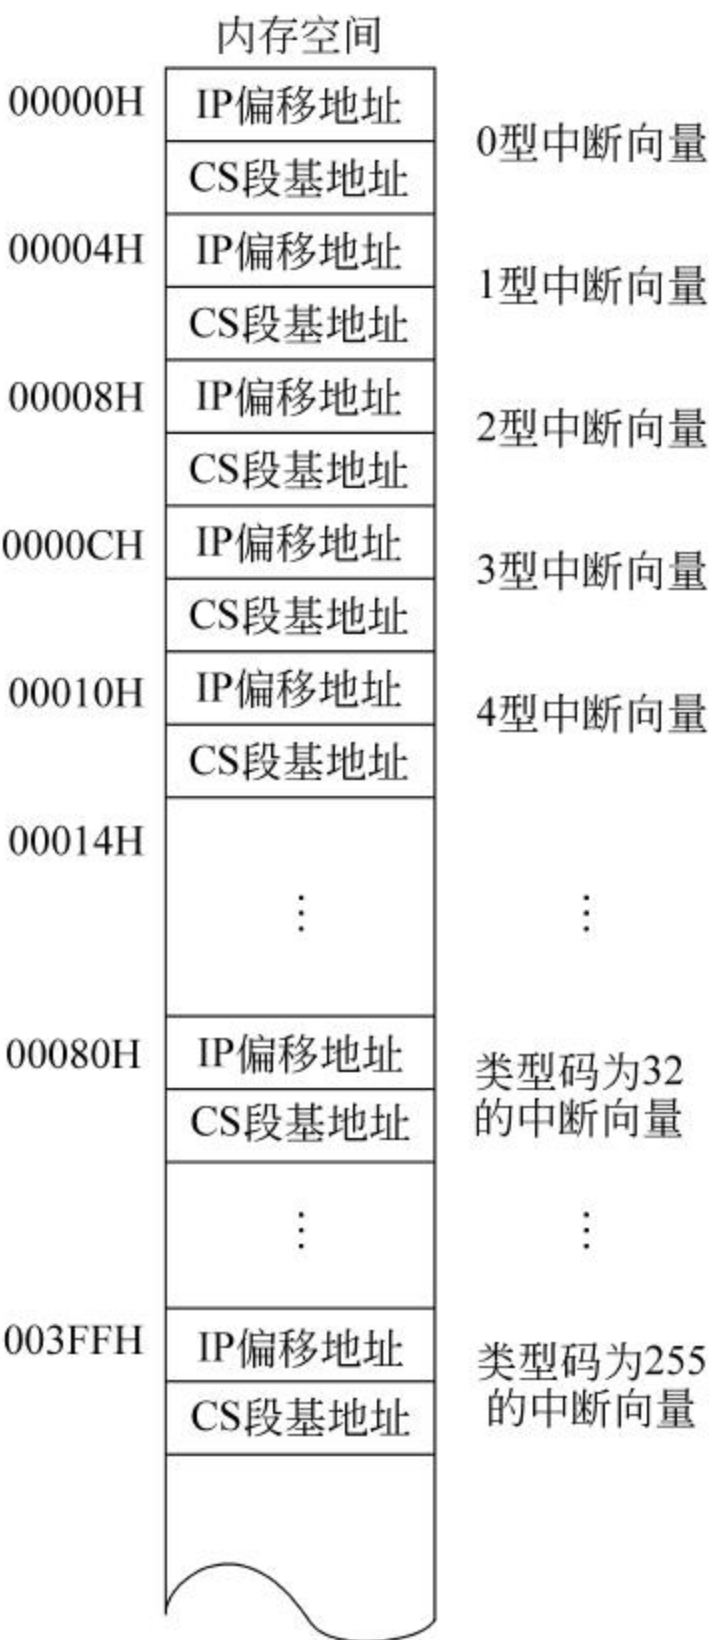 内存空间
00000H IP偏移地址
0型中断向量
CS段基地址
00004H IP偏移地址
1型中断向量
CS段基地址
00008H IP偏移地址
2型中断向量
CS段基地址
0000CH IP偏移地址
3型中断向量
CS段基地址
00010H IP偏移地址
4型中断向量
CS段基地址
00014H
⋮ ⋮
00080H IP偏移地址
类型码为32
CS段基地址
的中断向量
⋮ ⋮
003FFH IP偏移地址
类型码为255
CS段基地址
的中断向量